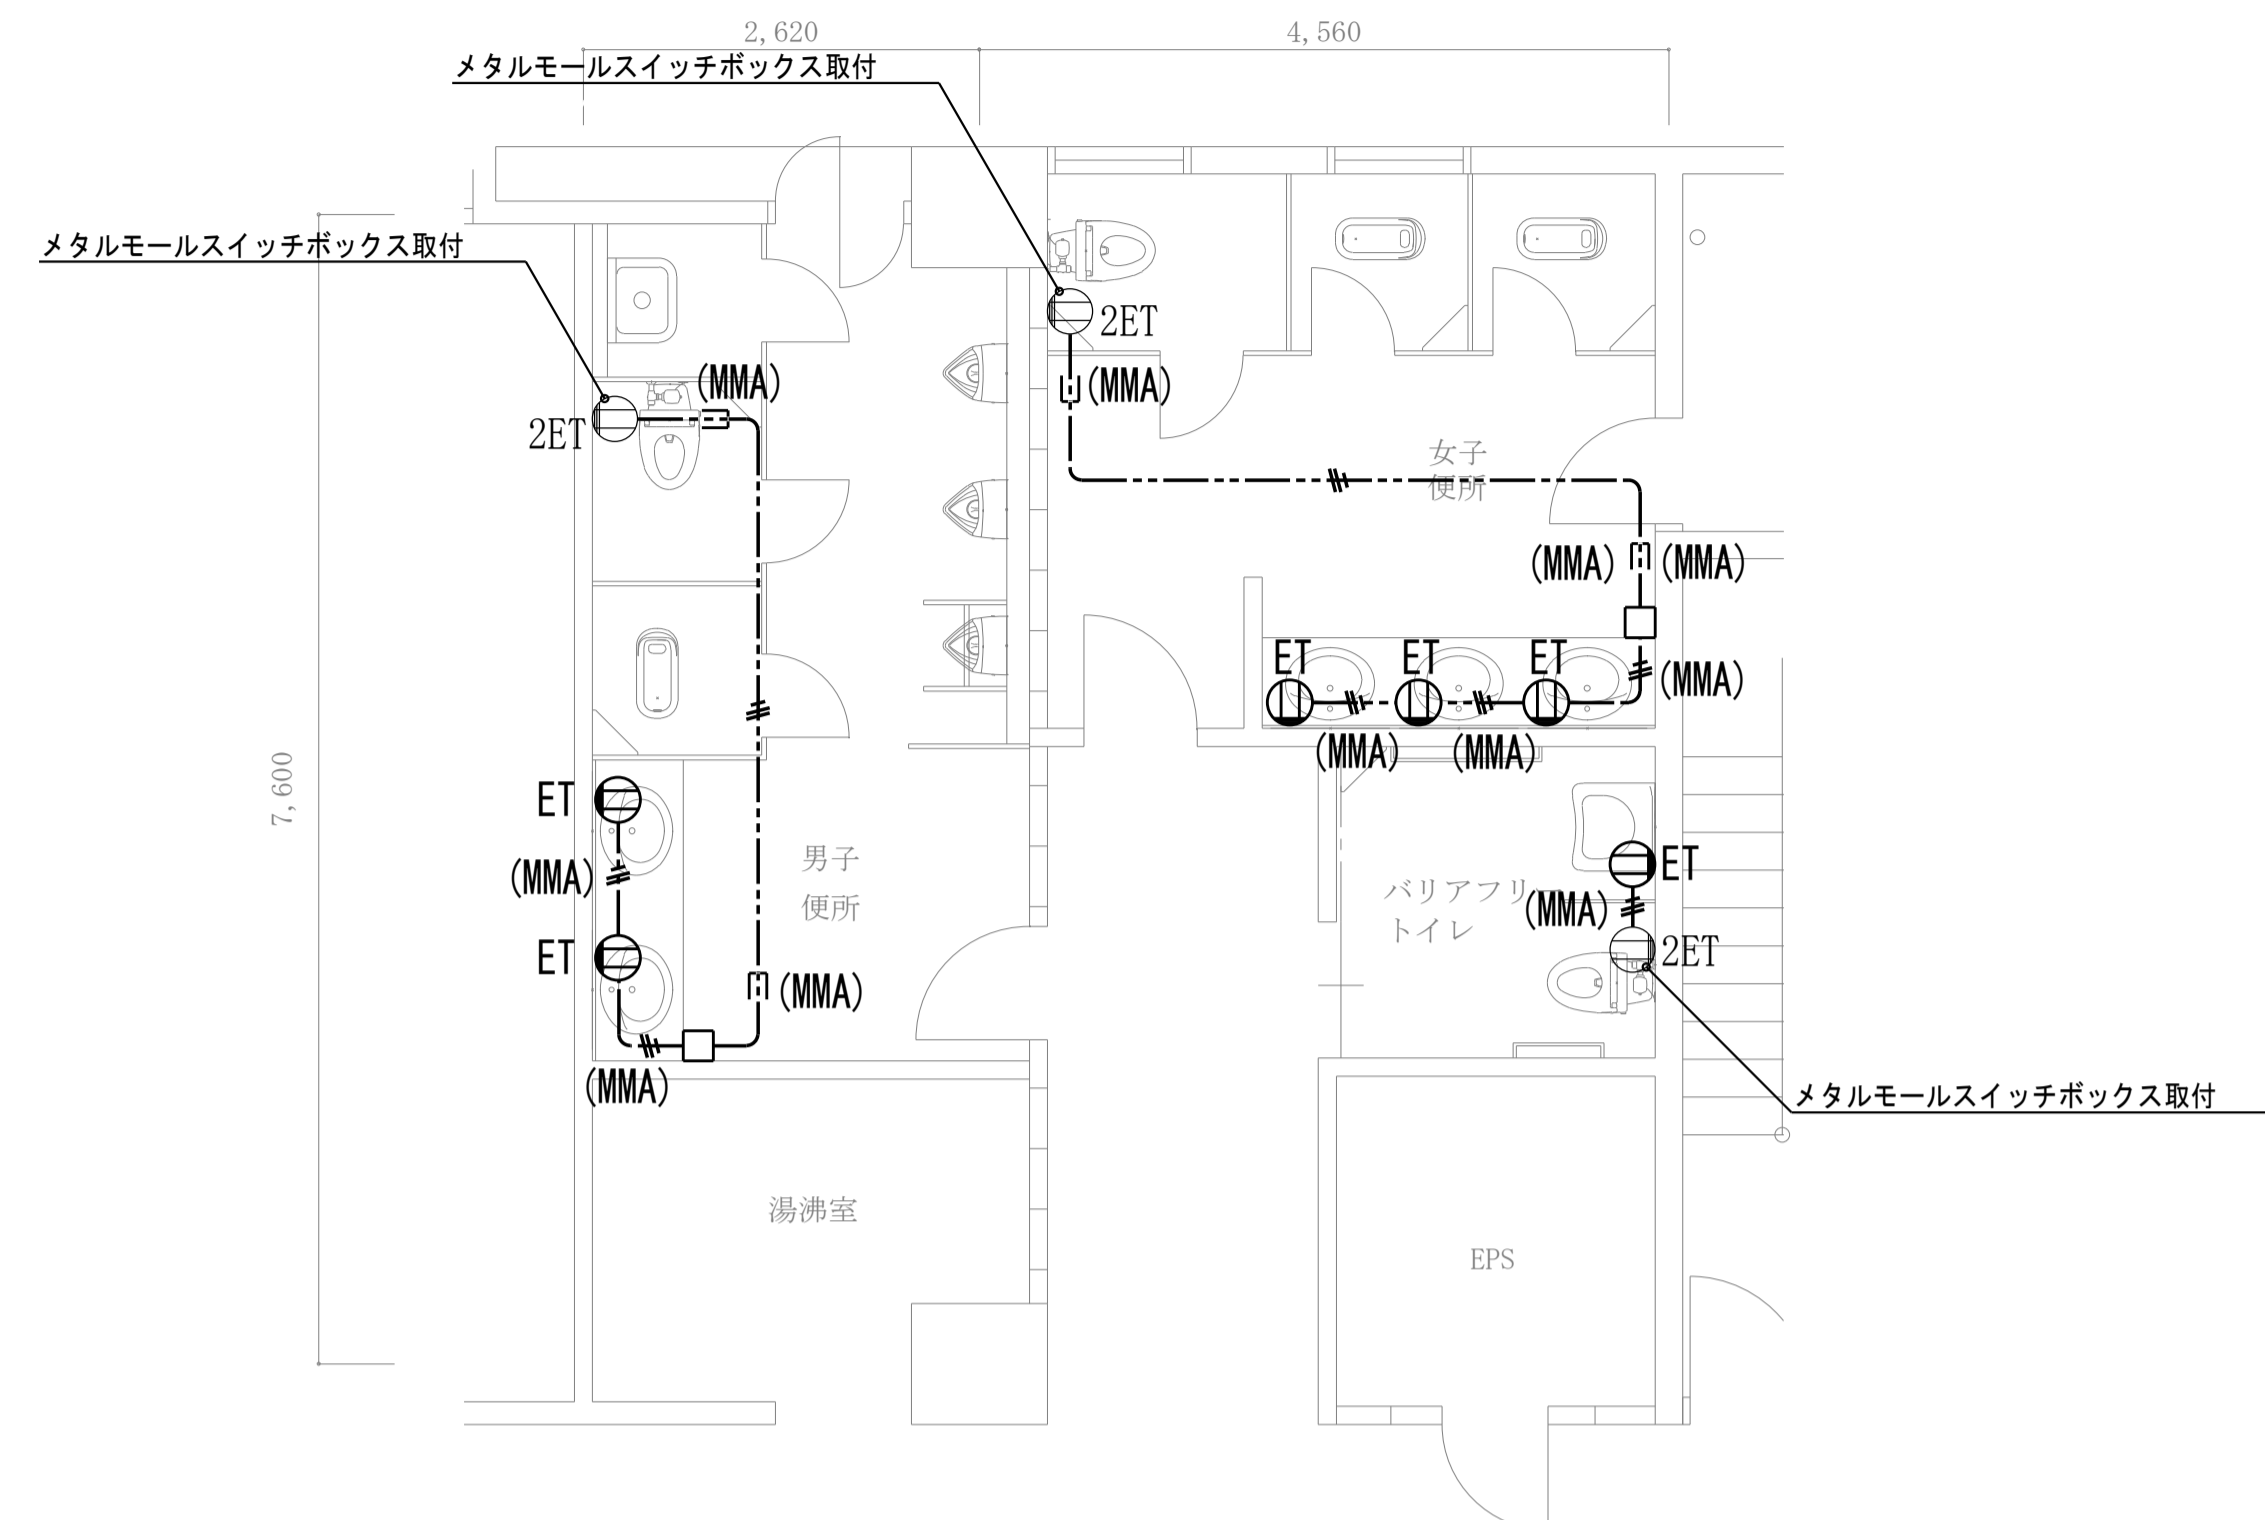 2,620
4,560
メタルモールスイッチボックス取付
メタルモールスイッチボックス取付
2ET
(MMA)
(MMA)
2ET
女子
便所
(MMA)
(MMA)
ET
ET
ET
(MMA)
(MMA)
(MMA)
7,600
ET
(MMA)
男子
便所
ET
(MMA)
(MMA)
ET
バリアフリー
トイレ
(MMA)
2ET
メタルモールスイッチボックス取付
湯沸室
EPS